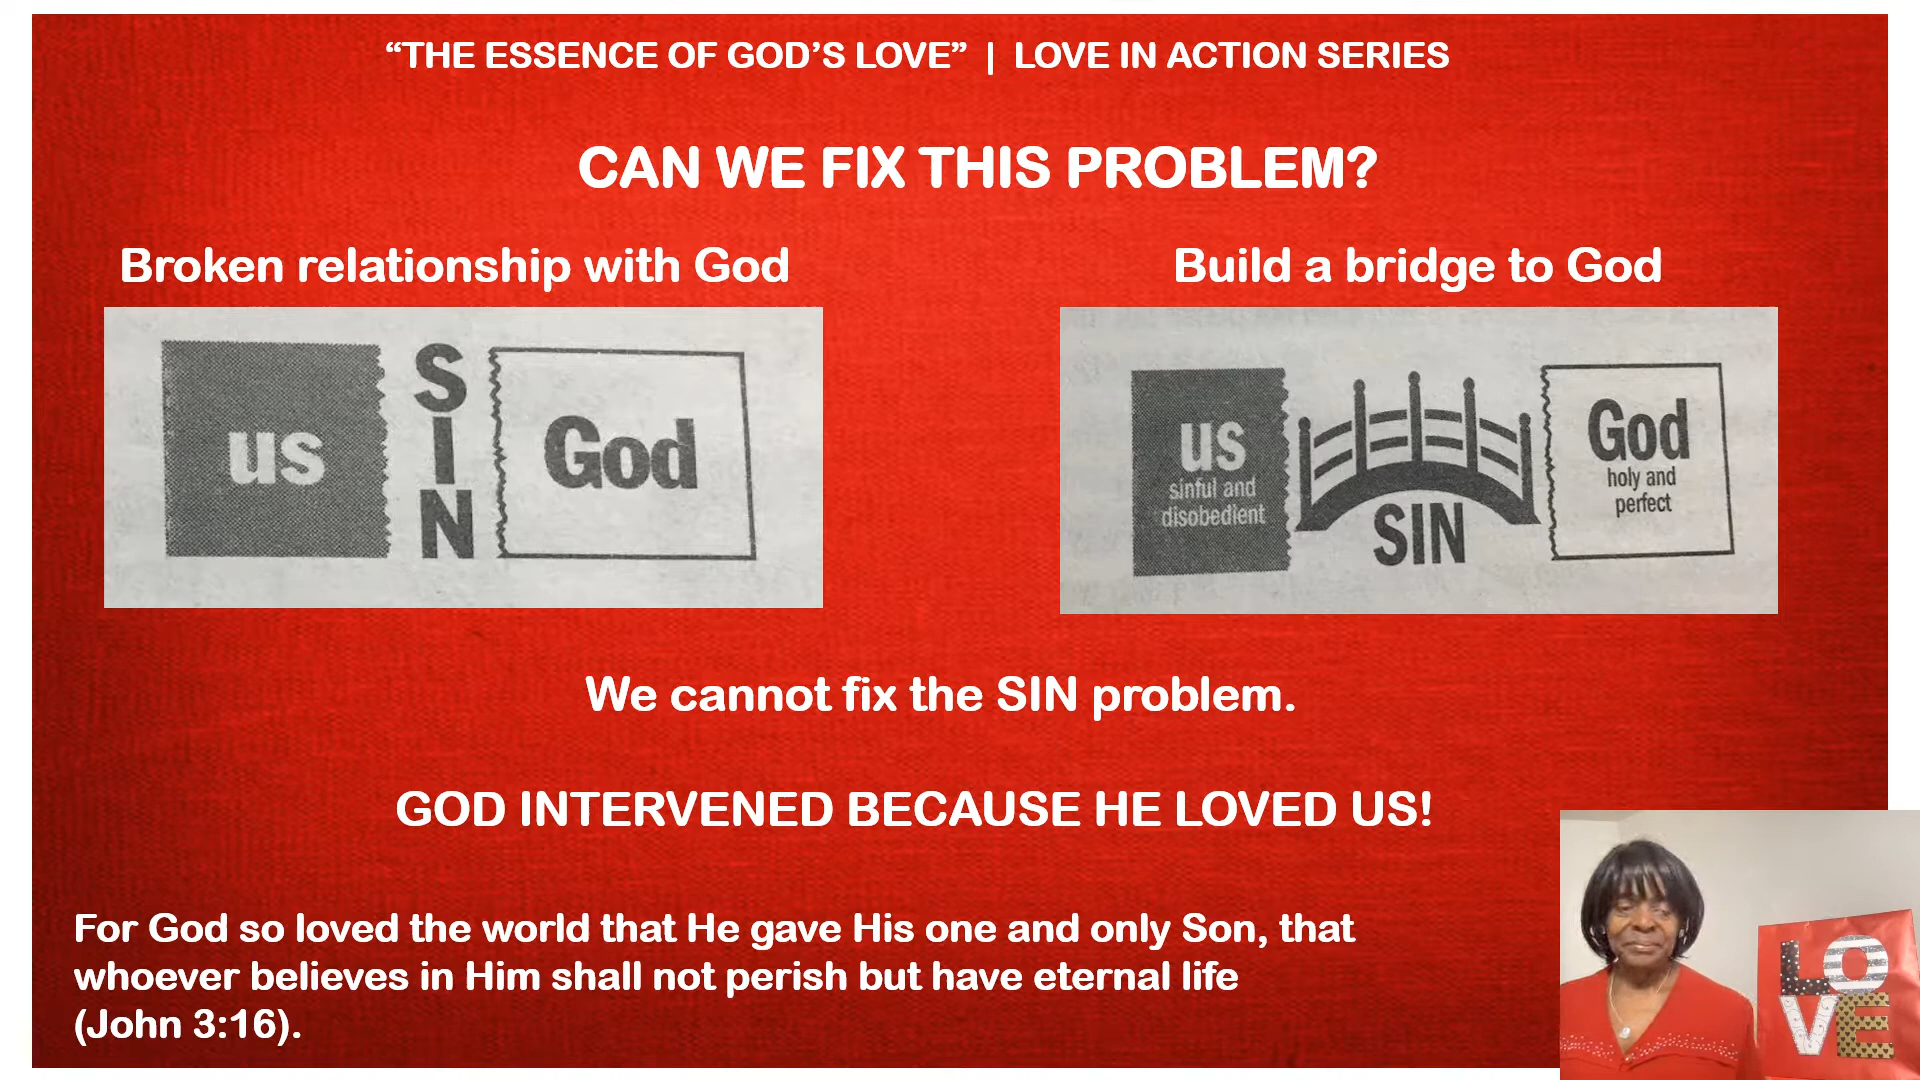 “THE ESSENCE OF GOD’S LOVE” | LOVE IN ACTION SERIES
CAN WE FIX THIS PROBLEM?
Broken relationship with God
us
SIN
God
Build a bridge to God
us
sinful and
disobedient
SIN
God
holy and
perfect
We cannot fix the SIN problem.
GOD INTERVENED BECAUSE HE LOVED US!
For God so loved the world that He gave His one and only Son, that
whoever believes in Him shall not perish but have eternal life
(John 3:16).
LO
VE